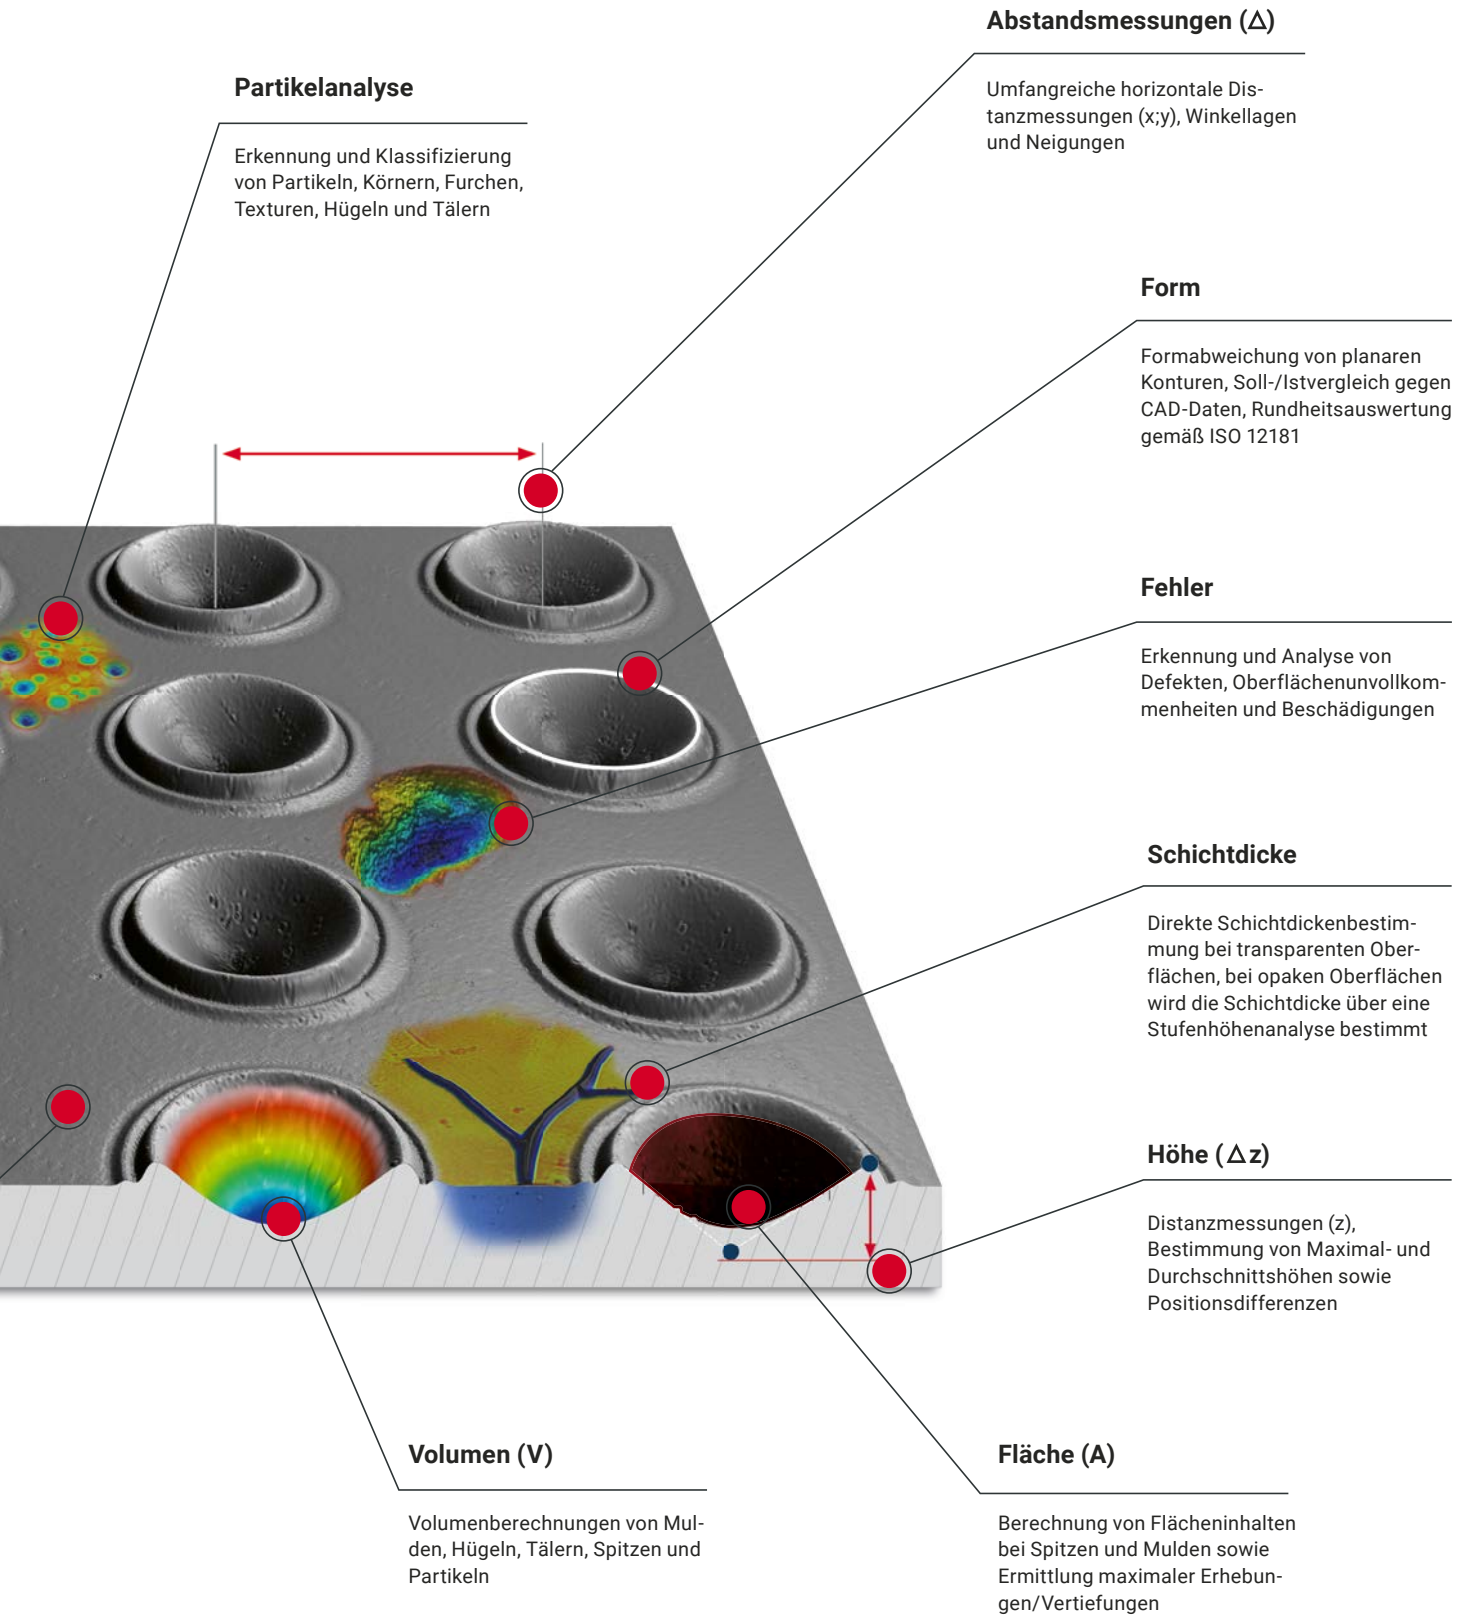 Abstandsmessungen (Δ)
Umfangreiche horizontale Dis-
tanzmessungen (x;y), Winkellagen
und Neigungen
Partikelanalyse
Erkennung und Klassifizierung
von Partikeln, Körnern, Furchen,
Texturen, Hügeln und Tälern
Form
Formabweichung von planaren
Konturen, Soll-/Istvergleich gegen
CAD-Daten, Rundheitsauswertung
gemäß ISO 12181
Fehler
Erkennung und Analyse von
Defekten, Oberflächenunvollkom-
menheiten und Beschädigungen
Schichtdicke
Direkte Schichtdickenbestim-
mung bei transparenten Ober-
flächen, bei opaken Oberflächen
wird die Schichtdicke über eine
Stufenhöhenanalyse bestimmt
Höhe (Δz)
Distanzmessungen (z),
Bestimmung von Maximal- und
Durchschnittshöhen sowie
Positionsdifferenzen
Volumen (V)
Volumenberechnungen von Mul-
den, Hügeln, Tälern, Spitzen und
Partikeln
Fläche (A)
Berechnung von Flächeninhalten
bei Spitzen und Mulden sowie
Ermittlung maximaler Erhebun-
gen/Vertiefungen